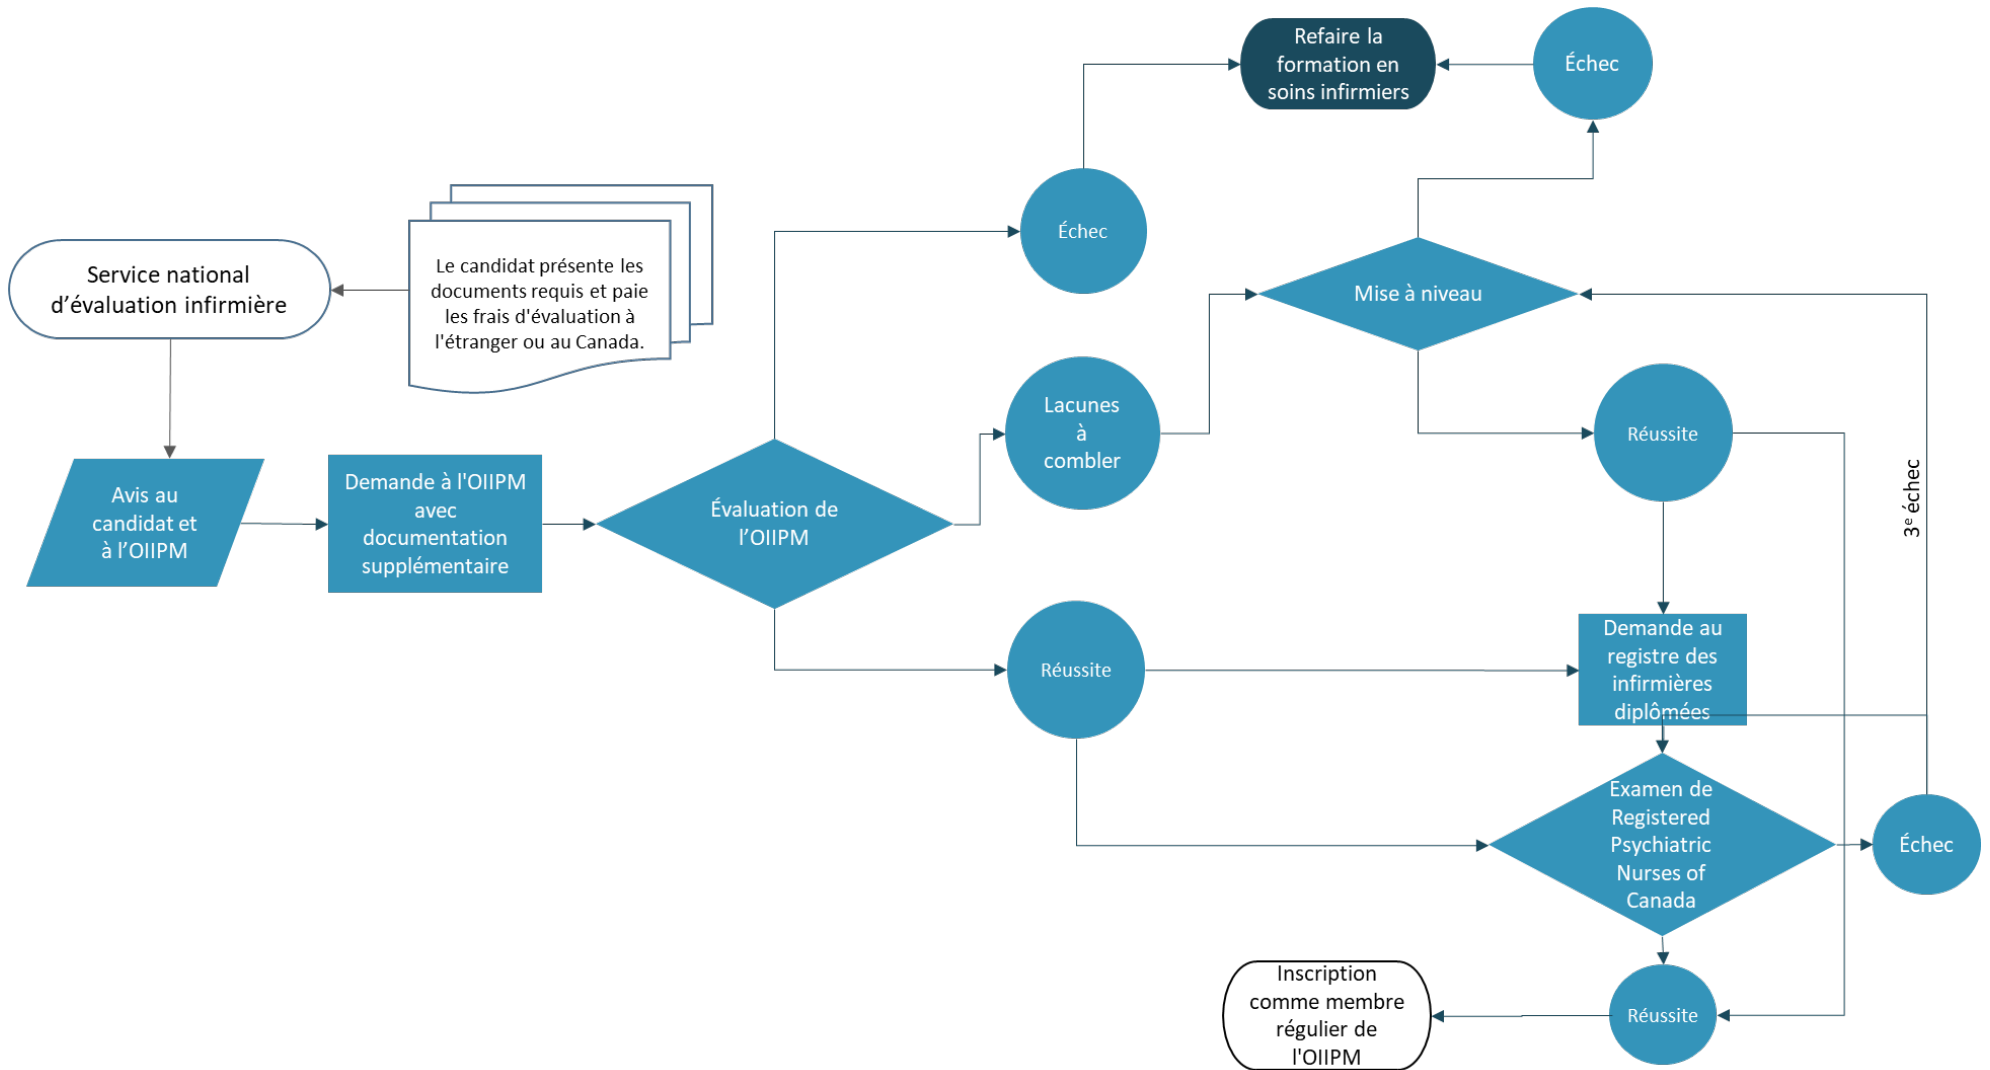 Refaire la
formation en
soins infirmiers
Échec
Échec
Service national
d’évaluation infirmière
Le candidat présente les
documents requis et paie
les frais d'évaluation à
l'étranger ou au Canada.
Mise à niveau
Lacunes
à
combler
Réussite
3e échec
Avis au
candidat et
à l’OIIPM
Demande à l'OIIPM
avec
documentation
supplémentaire
Évaluation de
l’OIIPM
Réussite
Demande au
registre des
infirmières
diplômées
Examen de
Registered
Psychiatric
Nurses of
Canada
Échec
Inscription
comme membre
régulier de
l'OIIPM
Réussite